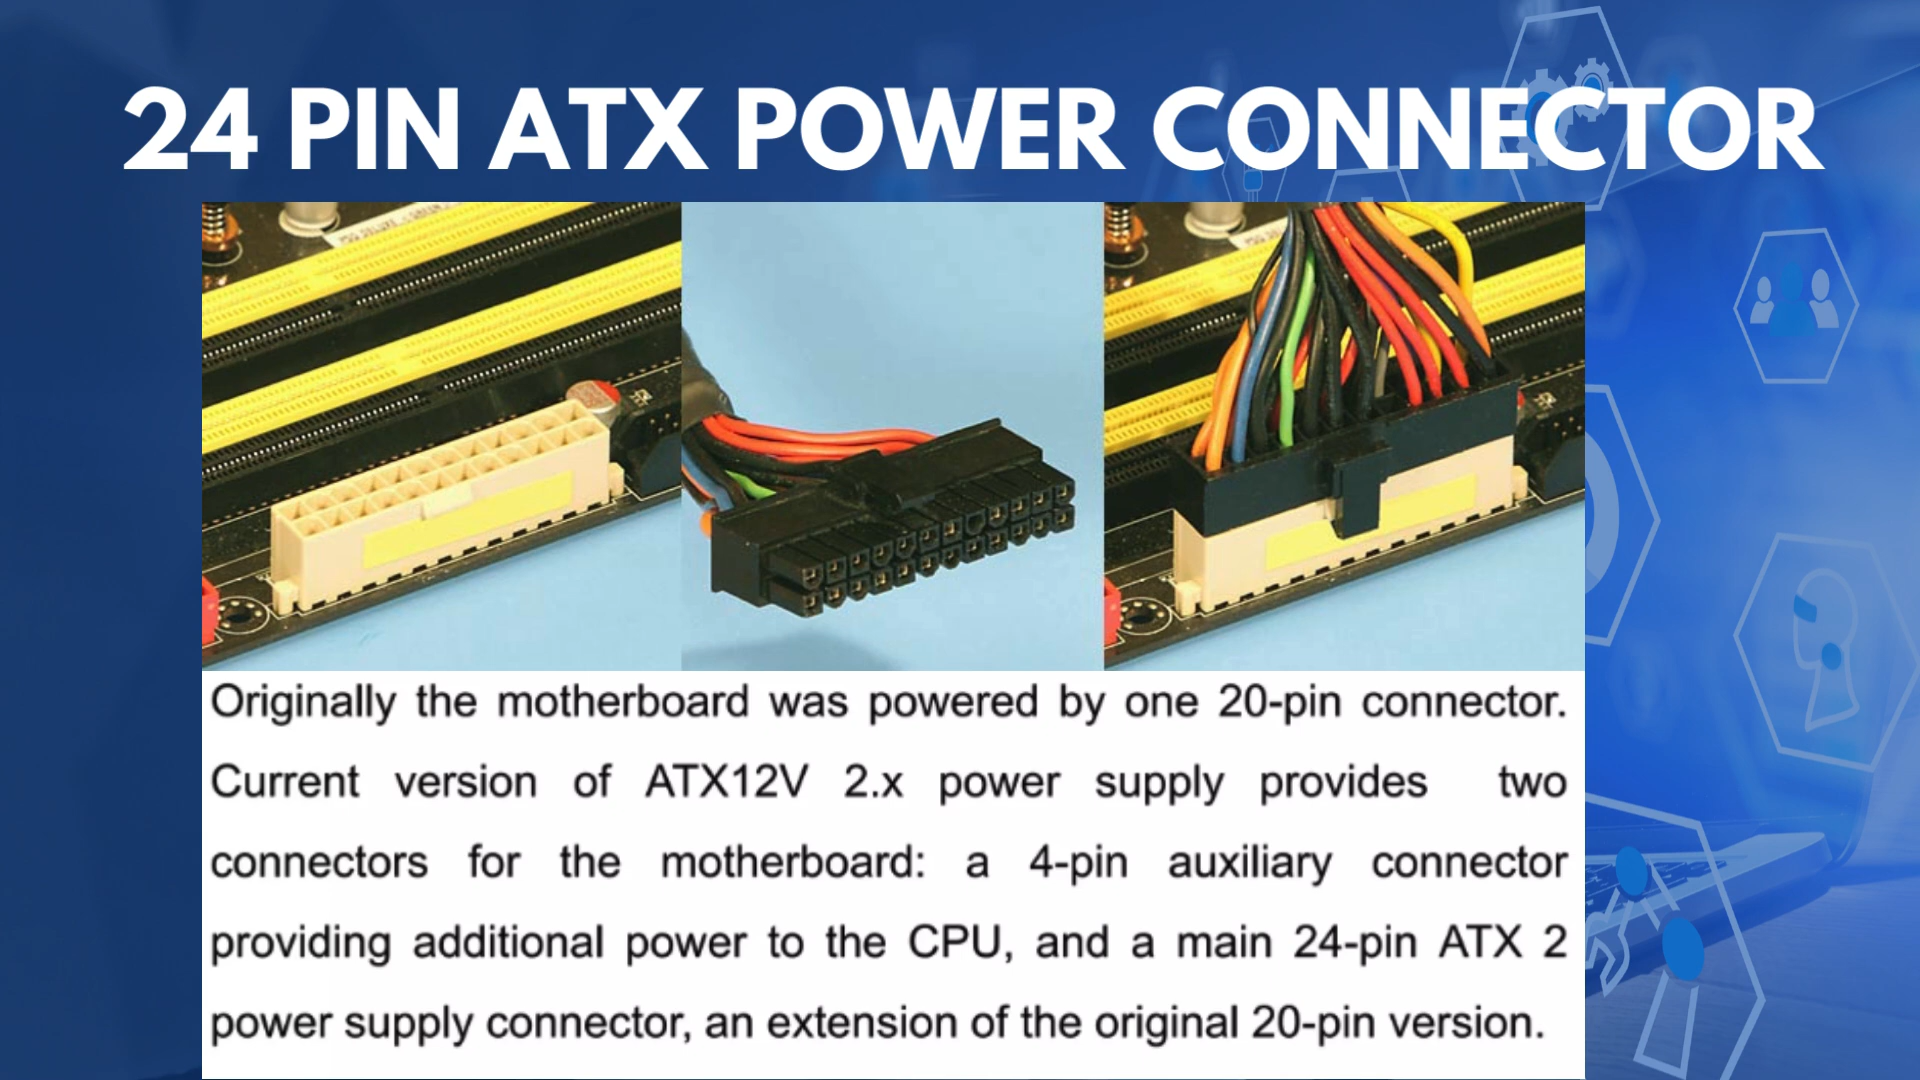 24 PIN ATX POWER CONNECTOR
Originally the motherboard was powered by one 20-pin connector.
Current version of ATX12V 2.x power supply provides two
connectors for the motherboard: a 4-pin auxiliary connector
providing additional power to the CPU, and a main 24-pin ATX 2
power supply connector, an extension of the original 20-pin version.